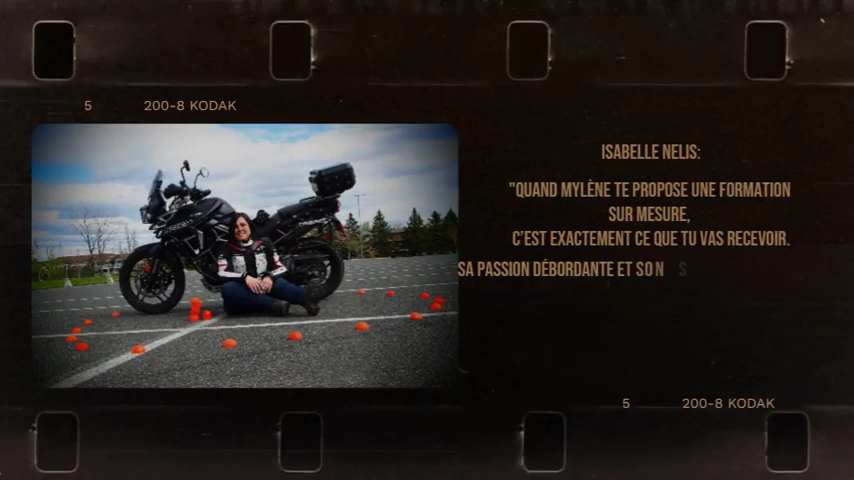 5 200-8 KODAK
ISABELLE NELIS:
"QUAND MYLÈNE TE PROPOSE UNE FORMATION
SUR MESURE,
C'EST EXACTEMENT CE QUE TU VAS RECEVOIR.
SA PASSION DÉBORDANTE ET SON S
5 200-8 KODAK